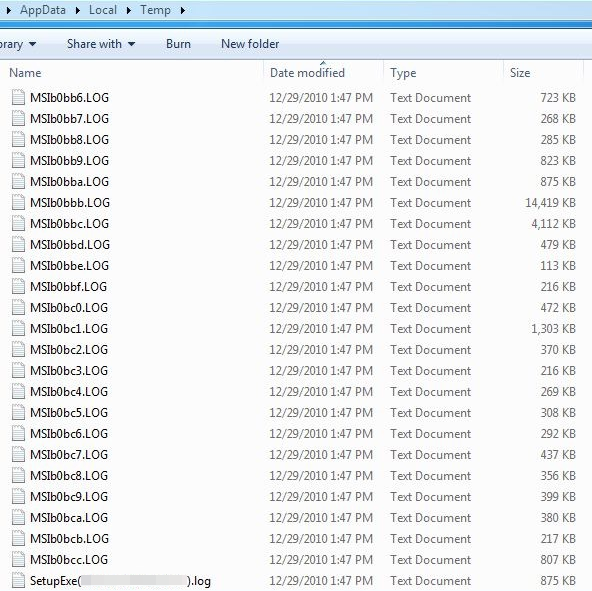 AppData Local Temp
brary Share with Burn New folder
Name Date modified Type Size
MSIb0bb6.LOG 12/29/2010 1:47 PM Text Document 723 KB
MSIb0bb7.LOG 12/29/2010 1:47 PM Text Document 268 KB
MSIb0bb8.LOG 12/29/2010 1:47 PM Text Document 285 KB
MSIb0bb9.LOG 12/29/2010 1:47 PM Text Document 823 KB
MSIb0bba.LOG 12/29/2010 1:47 PM Text Document 875 KB
MSIb0bbb.LOG 12/29/2010 1:47 PM Text Document 14,419 KB
MSIb0bbc.LOG 12/29/2010 1:47 PM Text Document 4,112 KB
MSIb0bbd.LOG 12/29/2010 1:47 PM Text Document 479 KB
MSIb0bbe.LOG 12/29/2010 1:47 PM Text Document 113 KB
MSIb0bbf.LOG 12/29/2010 1:47 PM Text Document 216 KB
MSIb0bc0.LOG 12/29/2010 1:47 PM Text Document 472 KB
MSIb0bc1.LOG 12/29/2010 1:47 PM Text Document 1,303 KB
MSIb0bc2.LOG 12/29/2010 1:47 PM Text Document 370 KB
MSIb0bc3.LOG 12/29/2010 1:47 PM Text Document 216 KB
MSIb0bc4.LOG 12/29/2010 1:47 PM Text Document 269 KB
MSIb0bc5.LOG 12/29/2010 1:47 PM Text Document 308 KB
MSIb0bc6.LOG 12/29/2010 1:47 PM Text Document 292 KB
MSIb0bc7.LOG 12/29/2010 1:47 PM Text Document 437 KB
MSIb0bc8.LOG 12/29/2010 1:47 PM Text Document 356 KB
MSIb0bc9.LOG 12/29/2010 1:47 PM Text Document 399 KB
MSIb0bca.LOG 12/29/2010 1:47 PM Text Document 380 KB
MSIb0bcb.LOG 12/29/2010 1:47 PM Text Document 217 KB
MSIb0bcc.LOG 12/29/2010 1:47 PM Text Document 807 KB
SetupExe( ).log 12/29/2010 1:47 PM Text Document 875 KB